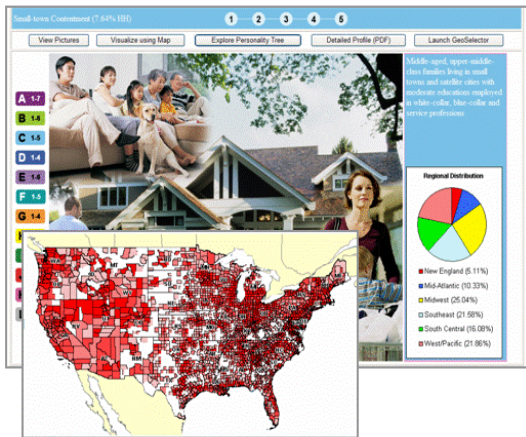 Small-town Contentment (7.64% HH)
1 2 3 4 5
View Pictures
Visualize using Map
Explore Personality Tree
Detailed Profile (PDF)
Launch GeoSelector
Middle-aged, upper-middle-
class families living in small
towns and satellite cities with
moderate educations employed
in white-collar, blue-collar and
service professions
A 1-7
B 1-6
C 1-5
D 1-4
E 1-6
F 1-5
G 1-4
Regional Distribution
New England (5.11%)
Mid-Atlantic (10.33%)
Midwest (25.04%)
Southeast (21.58%)
South Central (16.08%)
West/Pacific (21.86%)